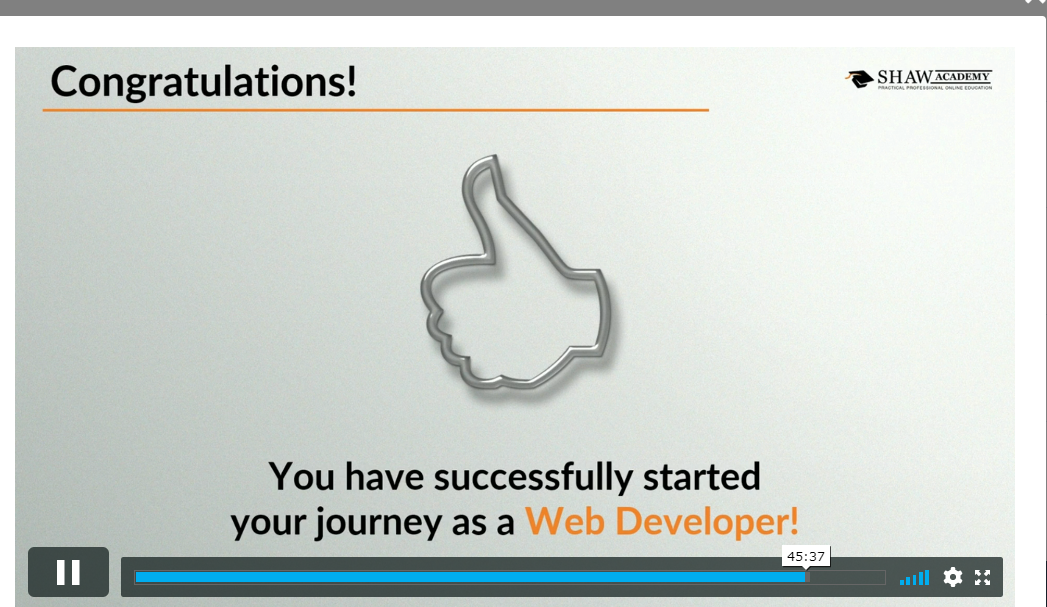 Congratulations!
SHAW ACADEMY
PRACTICAL PROFESSIONAL ONLINE EDUCATION
You have successfully started
your journey as a Web Developer!
45:37